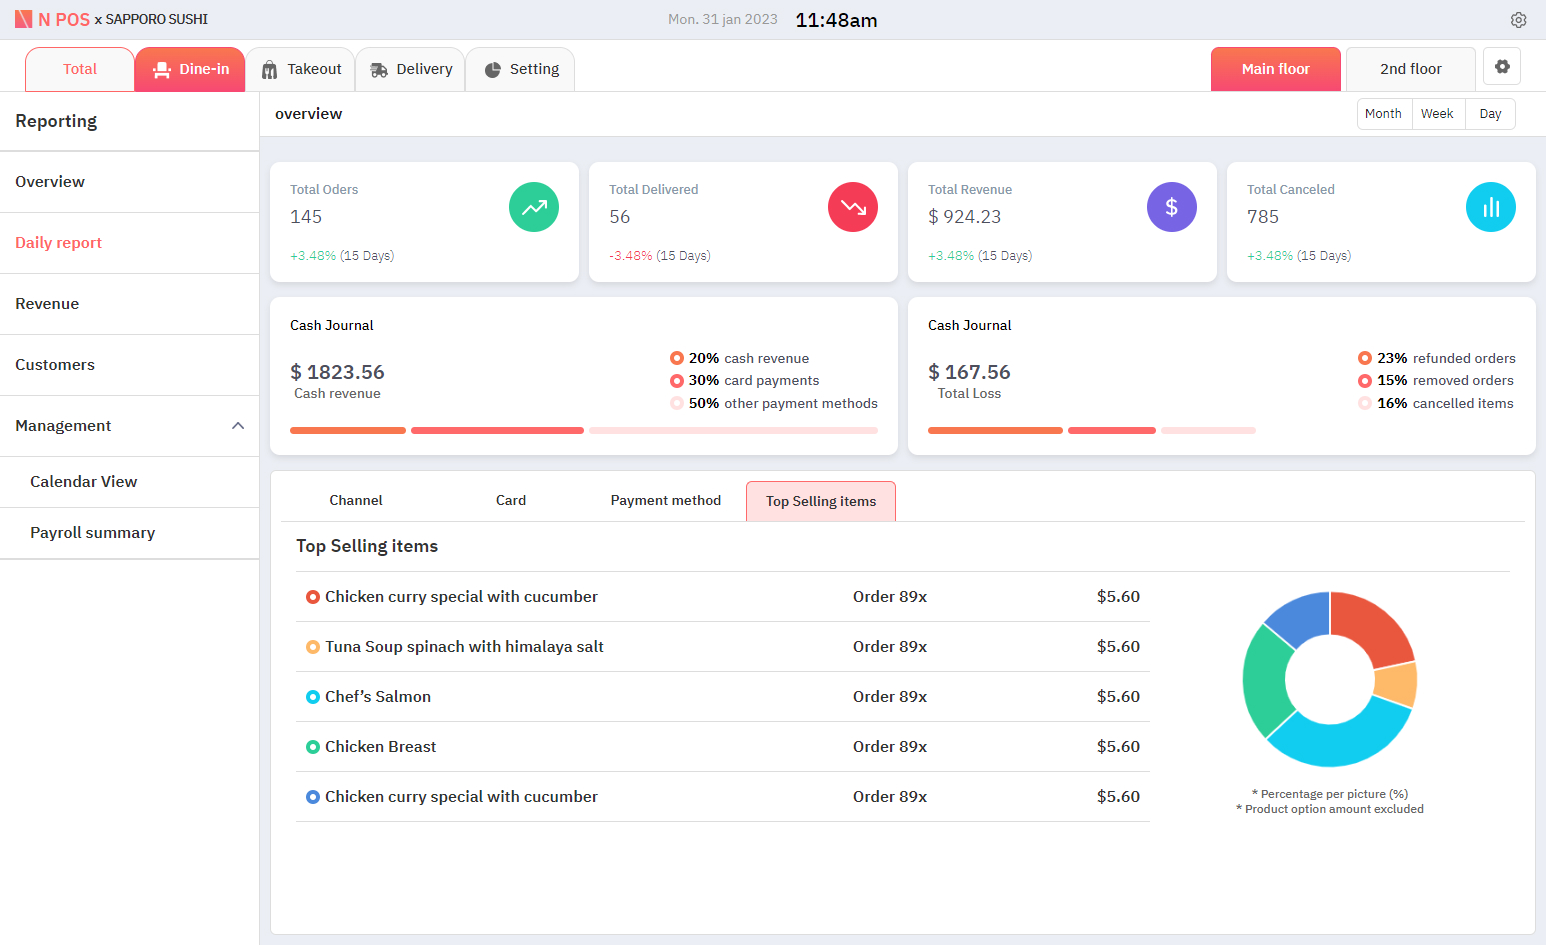 N POS x SAPPORO SUSHI
Mon. 31 jan 2023 11:48am
Total
Dine-in
Takeout
Delivery
Setting
Main floor
2nd floor
Reporting
Overview
Daily report
Revenue
Customers
Management
Calendar View
Payroll summary
overview
Month
Week
Day
Total Oders
145
+3.48% (15 Days)
Total Delivered
56
-3.48% (15 Days)
Total Revenue
$ 924.23
+3.48% (15 Days)
$
Total Canceled
785
+3.48% (15 Days)
Cash Journal
$ 1823.56
Cash revenue
20% cash revenue
30% card payments
50% other payment methods
Cash Journal
$ 167.56
Total Loss
23% refunded orders
15% removed orders
16% cancelled items
Channel
Card
Payment method
Top Selling items
Top Selling items
Chicken curry special with cucumber Order 89x $5.60
Tuna Soup spinach with himalaya salt Order 89x $5.60
Chef’s Salmon Order 89x $5.60
Chicken Breast Order 89x $5.60
Chicken curry special with cucumber Order 89x $5.60
* Percentage per picture (%)
* Product option amount excluded